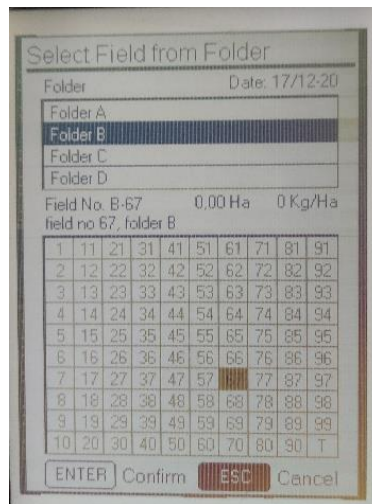 Select Field from Folder
Folder Date: 17/12-20
Folder A
Folder B
Folder C
Folder D
Field No. B-67 0,00 Ha 0 Kg/Ha
field no 67, folder B
1 11 21 31 41 51 61 71 81 91
2 12 22 32 42 52 62 72 82 92
3 13 23 33 43 53 63 73 83 93
4 14 24 34 44 54 64 74 84 94
5 15 25 35 45 55 65 75 85 95
6 16 26 36 46 56 66 76 86 96
7 17 27 37 47 57 67 77 87 97
8 18 28 38 48 58 68 78 88 98
9 19 29 39 49 59 69 79 89 99
10 20 30 40 50 60 70 80 90 T
ENTER Confirm ESC Cancel